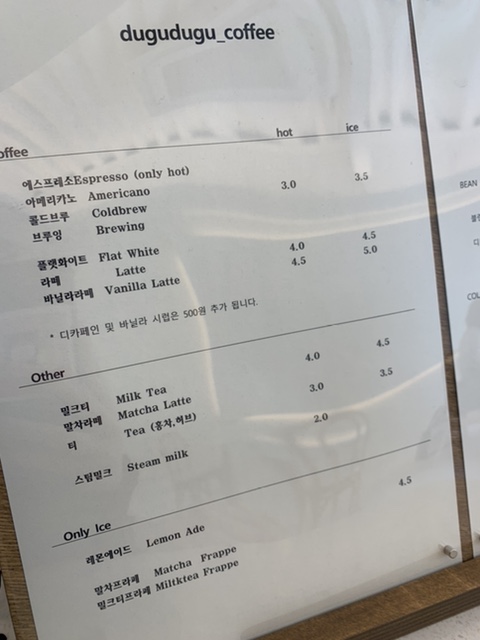 dugudugu_coffee
offee hot ice
에스프레소Espresso (only hot)
아메리카노 Americano 3.0 3.5
콜드브루 Coldbrew
브루잉 Brewing
플랫화이트 Flat White 4.0 4.5
라떼 Latte 4.5 5.0
바닐라라떼 Vanilla Latte
* 디카페인 및 바닐라 시럽은 500원 추가 됩니다.
Other
밀크티 Milk Tea 4.0 4.5
말차라떼 Matcha Latte
티 Tea (홍차,허브) 3.0 3.5
스팀밀크 Steam milk 2.0
Only Ice
레몬에이드 Lemon Ade 4.5
말차프라페 Matcha Frappe
밀크티프라페 Miltktea Frappe
BEAN
COL